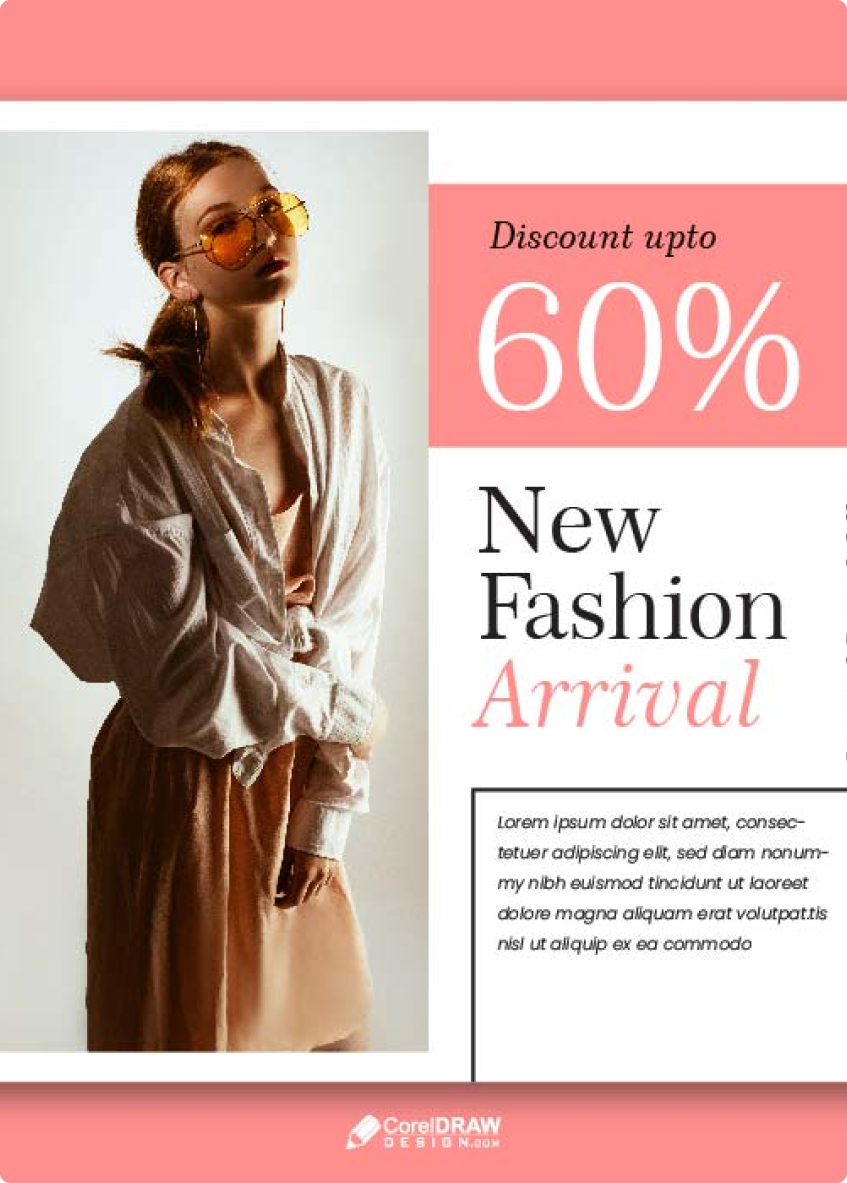 Discount upto
60%
New
Fashion
Arrival
Lorem ipsum dolor sit amet, consec-
tetuer adipiscing elit, sed diam nonum-
my nibh euismod tincidunt ut laoreet
dolore magna aliquam erat volutpat.tis
nisl ut aliquip ex ea commodo
CorelDRAW
DESIGN.COM